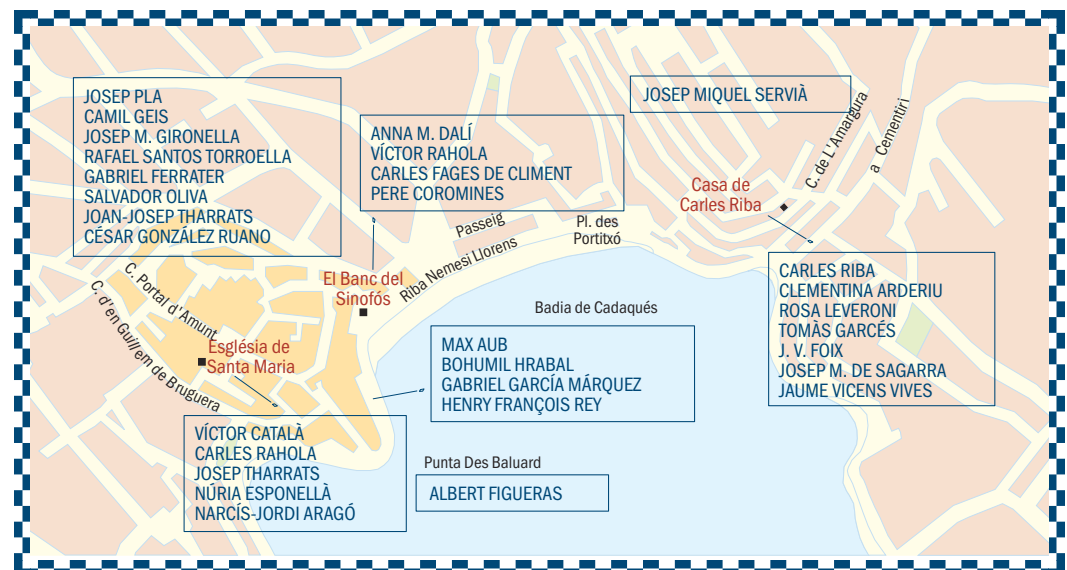 JOSEP PLA
CAMIL GEIS
JOSEP M. GIRONELLA
RAFAEL SANTOS TORROELLA
GABRIEL FERRATER
SALVADOR OLIVA
JOAN-JOSEP THARRATS
CÉSAR GONZÁLEZ RUANO
ANNA M. DALÍ
VÍCTOR RAHOLA
CARLES FAGES DE CLIMENT
PERE COROMINES
JOSEP MIQUEL SERVIÀ
C. de L'Amargura
a Cementiri
Casa de
Carles Riba
Passeig
Pl. des
Portitxó
Riba Nemesi Llorens
El Banc del
Sinofós
C. Portal d'Amunt
C. d'en Guillem de Bruguera
Església de
Santa Maria
Badia de Cadaqués
CARLES RIBA
CLEMENTINA ARDERIU
ROSA LEVERONI
TOMÀS GARCÉS
J. V. FOIX
JOSEP M. DE SAGARRA
JAUME VICENS VIVES
MAX AUB
BOHUMIL HRABAL
GABRIEL GARCÍA MÁRQUEZ
HENRY FRANÇOIS REY
VÍCTOR CATALÀ
CARLES RAHOLA
JOSEP THARRATS
NÚRIA ESPONELLÀ
NARCÍS-JORDI ARAGÓ
Punta Des Baluard
ALBERT FIGUERAS